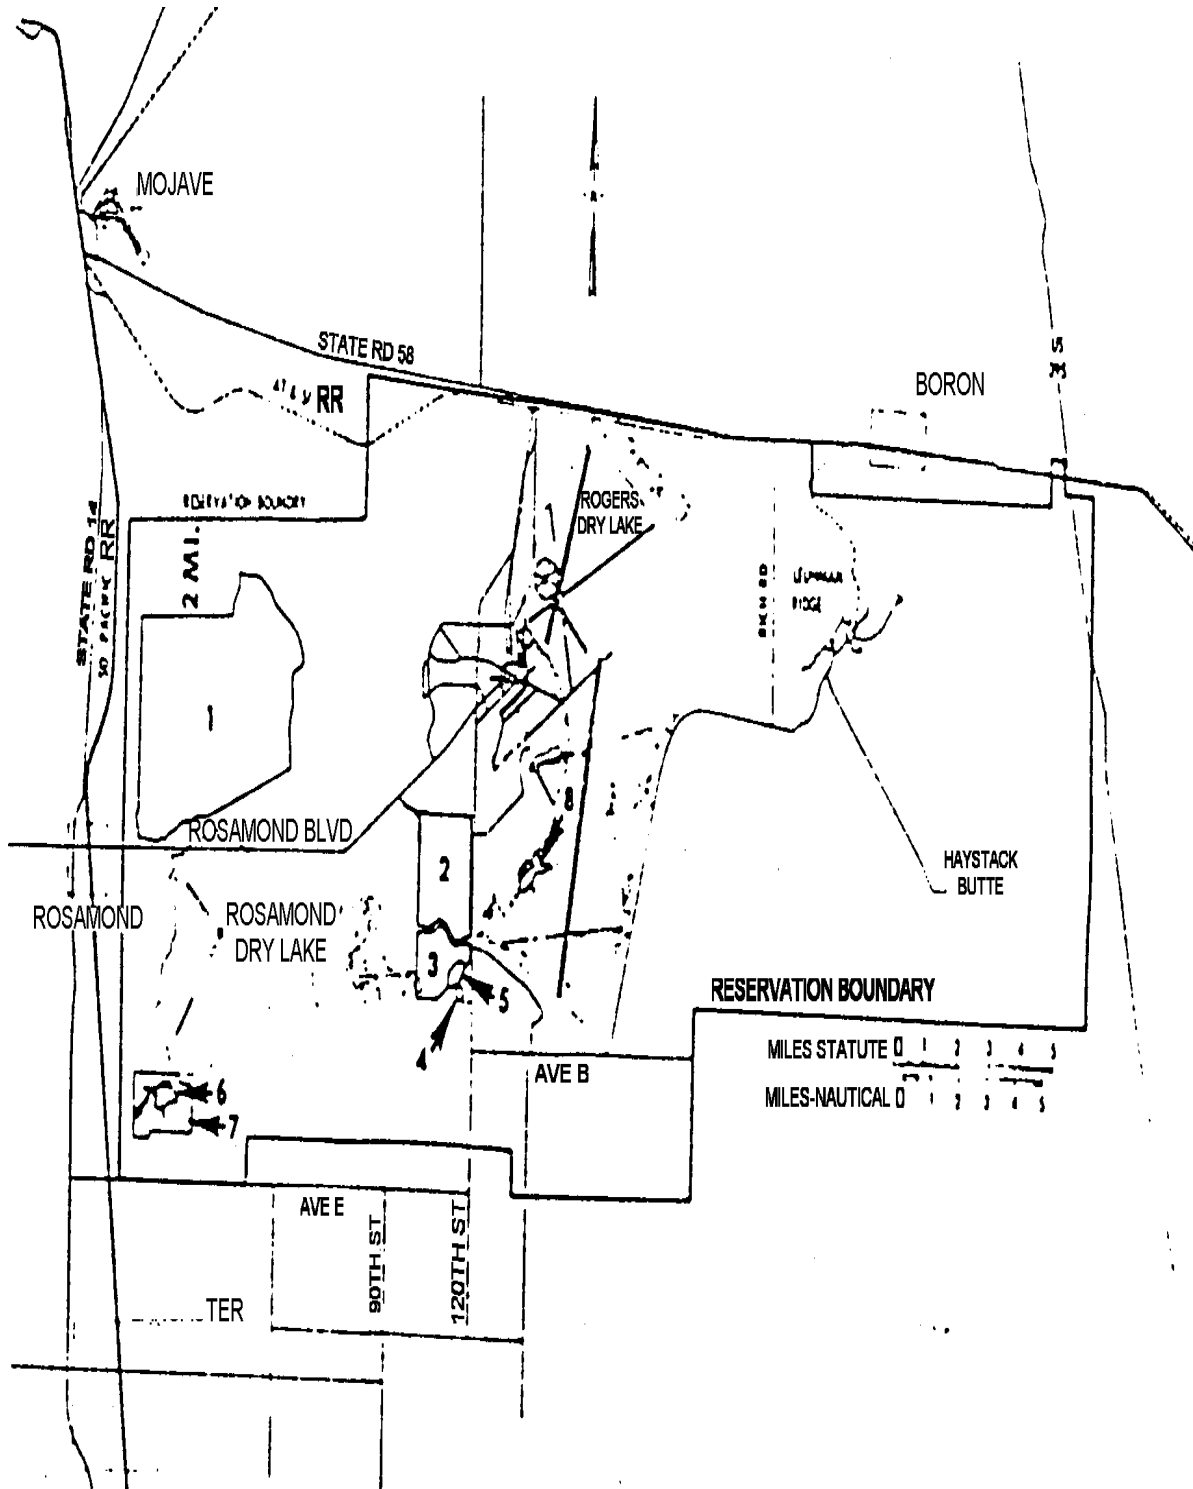 MOJAVE
STATE RD 58
RR
BORON
ROGERS
DRY LAKE
STATE RD 14
RR
2 MI.
RIDGE
1
ROSAMOND BLVD
8
2
HAYSTACK
BUTTE
ROSAMOND
ROSAMOND
DRY LAKE
3
5
4
RESERVATION BOUNDARY
MILES STATUTE 0 1 2 3 4 5
MILES-NAUTICAL 0 1 2 3 4 5
AVE B
6
7
AVE E
90TH ST
120TH ST
TER